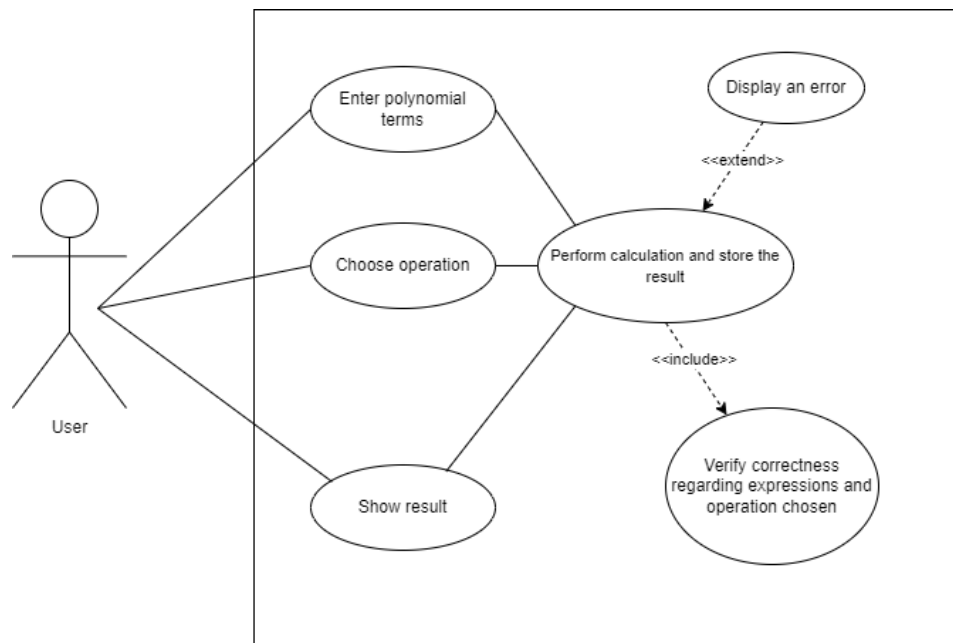 Enter polynomial
terms
Display an error
<<extend>>
Choose operation
Perform calculation and store the
result
<<include>>
User
Show result
Verify correctness
regarding expressions and
operation chosen